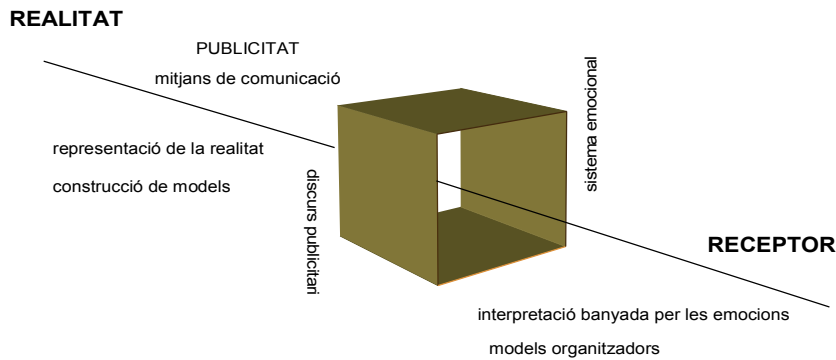 REALITAT
PUBLICITAT
mitjans de comunicació
representació de la realitat
construcció de models
discurs publicitari
sistema emocional
RECEPTOR
interpretació banyada per les emocions
models organitzadors